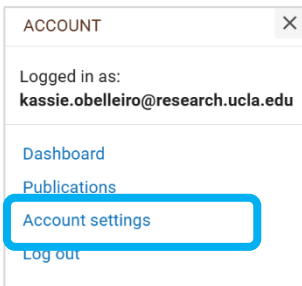 ACCOUNT
Logged in as:
kassie.obelleiro@research.ucla.edu
Dashboard
Publications
Account settings
Log out